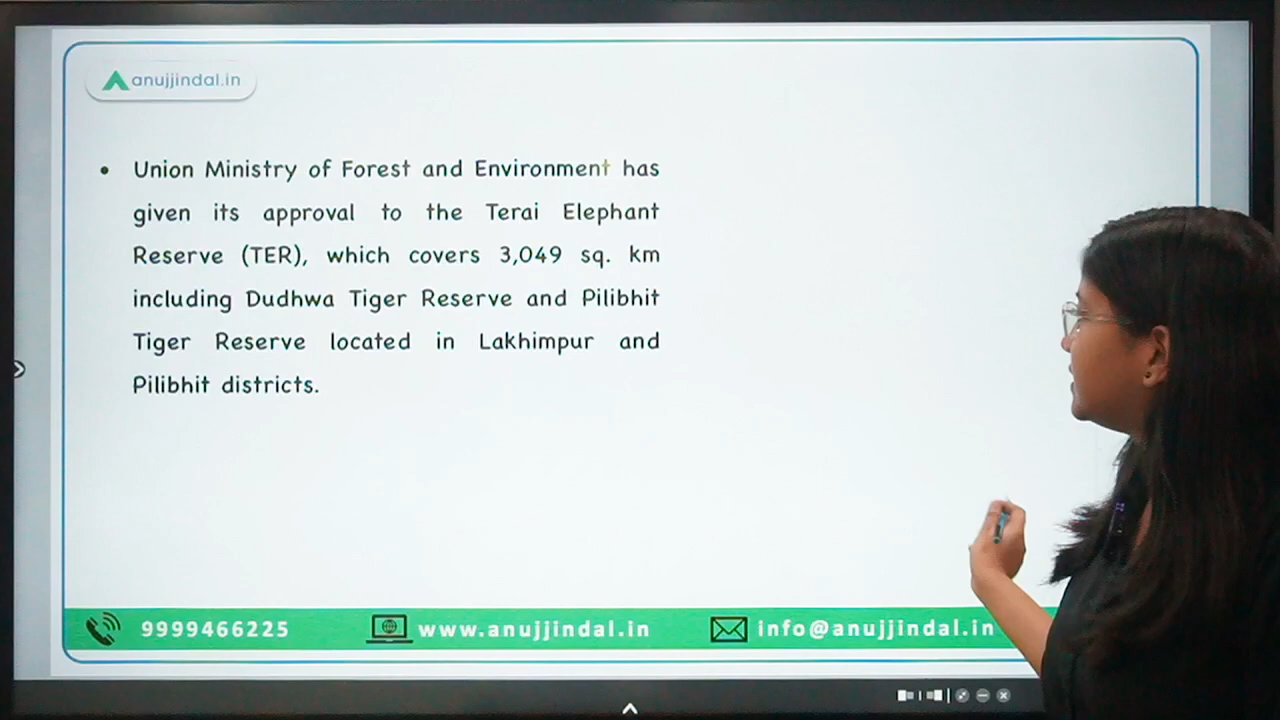 anujjindal.in
• Union Ministry of Forest and Environment has
given its approval to the Terai Elephant
Reserve (TER), which covers 3,049 sq. km
including Dudhwa Tiger Reserve and Pilibhit
Tiger Reserve located in Lakhimpur and
Pilibhit districts.
9999466225 www.anujjindal.in info@anujjindal.in